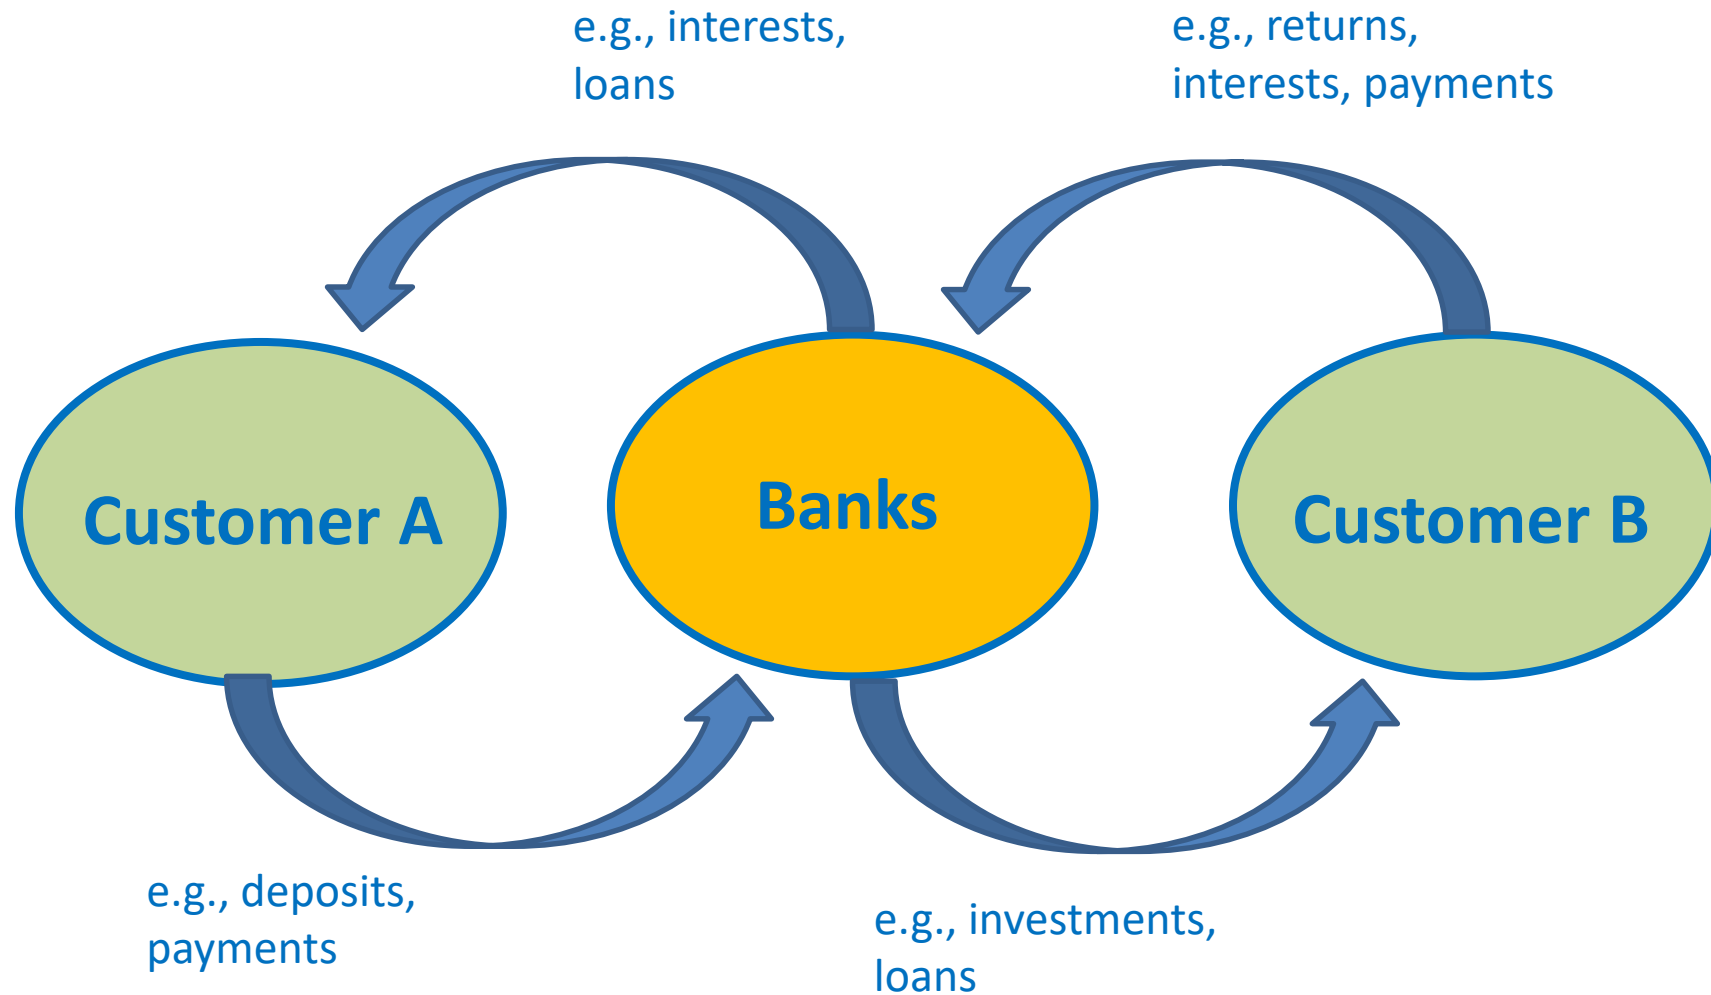 e.g., interests,
loans
e.g., returns,
interests, payments
Customer A
Banks
Customer B
e.g., deposits,
payments
e.g., investments,
loans